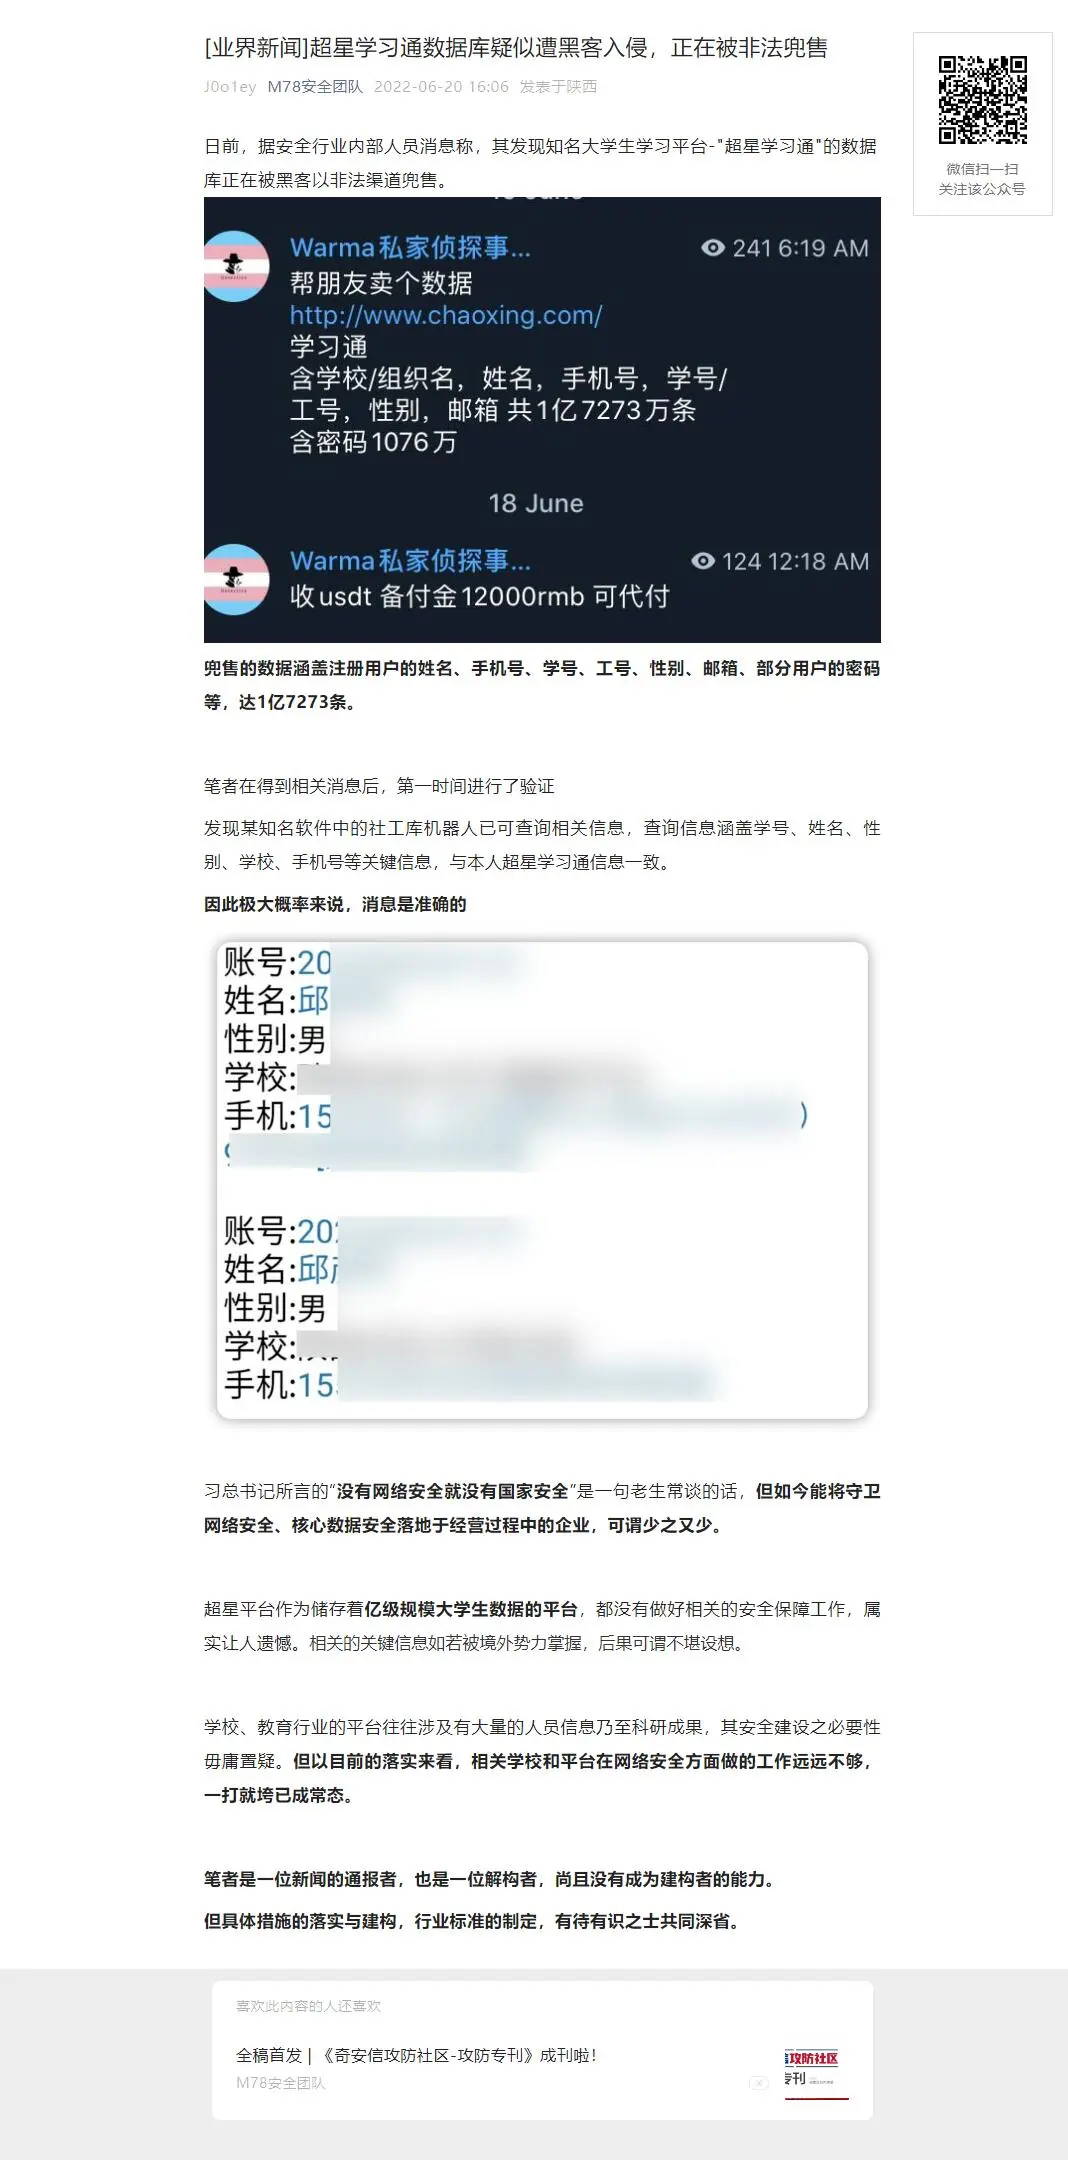 [业界新闻]超星学习通数据库疑似遭黑客入侵，正在被非法兜售
J0o1ey M78安全团队 2022-06-20 16:06 发表于陕西
微信扫一扫
关注该公众号
日前，据安全行业内部人员消息称，其发现知名大学生学习平台-"超星学习通"的数据
库正在被黑客以非法渠道兜售。
Warma私家侦探事... 241 6:19 AM
帮朋友卖个数据
http://www.chaoxing.com/
学习通
含学校/组织名，姓名，手机号，学号/
工号，性别，邮箱 共1亿7273万条
含密码1076万
18 June
Warma私家侦探事... 124 12:18 AM
收usdt 备付金12000rmb 可代付
兜售的数据涵盖注册用户的姓名、手机号、学号、工号、性别、邮箱、部分用户的密码
等，达1亿7273条。
笔者在得到相关消息后，第一时间进行了验证
发现某知名软件中的社工库机器人已可查询相关信息，查询信息涵盖学号、姓名、性
别、学校、手机号等关键信息，与本人超星学习通信息一致。
因此极大概率来说，消息是准确的
账号:20
姓名:邱
性别:男
学校:
手机:15
账号:20
姓名:邱
性别:男
学校:
手机:15
习总书记所言的“没有网络安全就没有国家安全”是一句老生常谈的话，但如今能将守卫
网络安全、核心数据安全落地于经营过程中的企业，可谓少之又少。
超星平台作为储存着亿级规模大学生数据的平台，都没有做好相关的安全保障工作，属
实让人遗憾。相关的关键信息如若被境外势力掌握，后果可谓不堪设想。
学校、教育行业的平台往往涉及有大量的人员信息乃至科研成果，其安全建设之必要性
毋庸置疑。但以目前的落实来看，相关学校和平台在网络安全方面做的工作远远不够，
一打就垮已成常态。
笔者是一位新闻的通报者，也是一位解构者，尚且没有成为建构者的能力。
但具体措施的落实与建构，行业标准的制定，有待有识之士共同深省。
喜欢此内容的人还喜欢
全稿首发 | 《奇安信攻防社区-攻防专刊》成刊啦！
M78安全团队
攻防社区
专刊